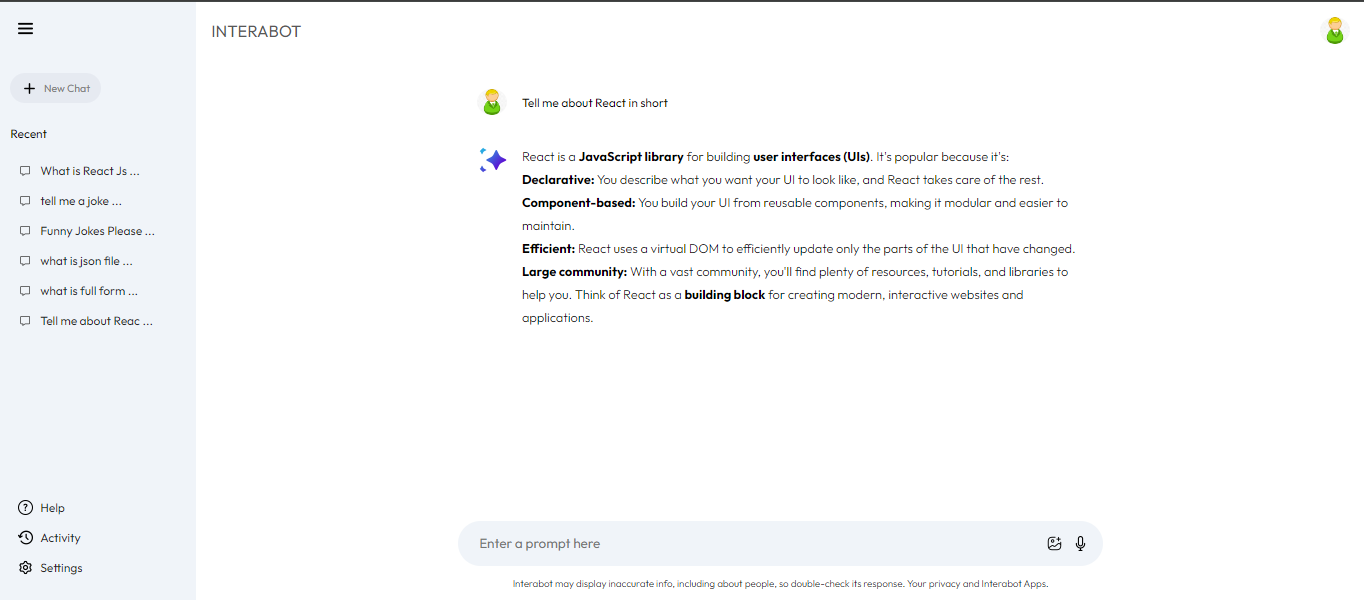 INTERABOT
New Chat
Recent
What is React Js ...
tell me a joke ...
Funny Jokes Please ...
what is json file ...
what is full form ...
Tell me about Reac ...
Help
Activity
Settings
Tell me about React in short
React is a JavaScript library for building user interfaces (UIs). It's popular because it's:
Declarative: You describe what you want your UI to look like, and React takes care of the rest.
Component-based: You build your UI from reusable components, making it modular and easier to
maintain.
Efficient: React uses a virtual DOM to efficiently update only the parts of the UI that have changed.
Large community: With a vast community, you'll find plenty of resources, tutorials, and libraries to
help you. Think of React as a building block for creating modern, interactive websites and
applications.
Enter a prompt here
Interabot may display inaccurate info, including about people, so double-check its response. Your privacy and Interabot Apps.